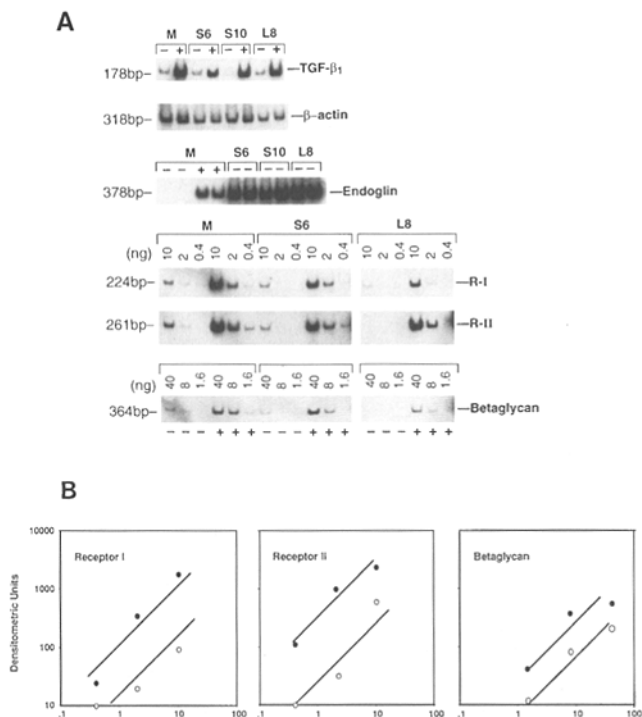 A
M S6 S10 L8
− + − + − + − +
178bp– –TGF-β1
318bp– –β-actin
M S6 S10 L8
− − + + − − − − − −
378bp– –Endoglin
M S6 L8
(ng) 10 2 0.4 10 2 0.4 10 2 0.4 10 2 0.4 10 2 0.4 10 2 0.4
224bp– –R-I
261bp– –R-II
(ng) 40 8 1.6 40 8 1.6 40 8 1.6 40 8 1.6 40 8 1.6 40 8 1.6
364bp– –Betaglycan
− − − + + + − − − + + + − − − + + +
B
Densitometric Units
10000
1000
100
10
Receptor I
Receptor II
Betaglycan
.1 1 10 100 .1 1 10 100 .1 1 10 100